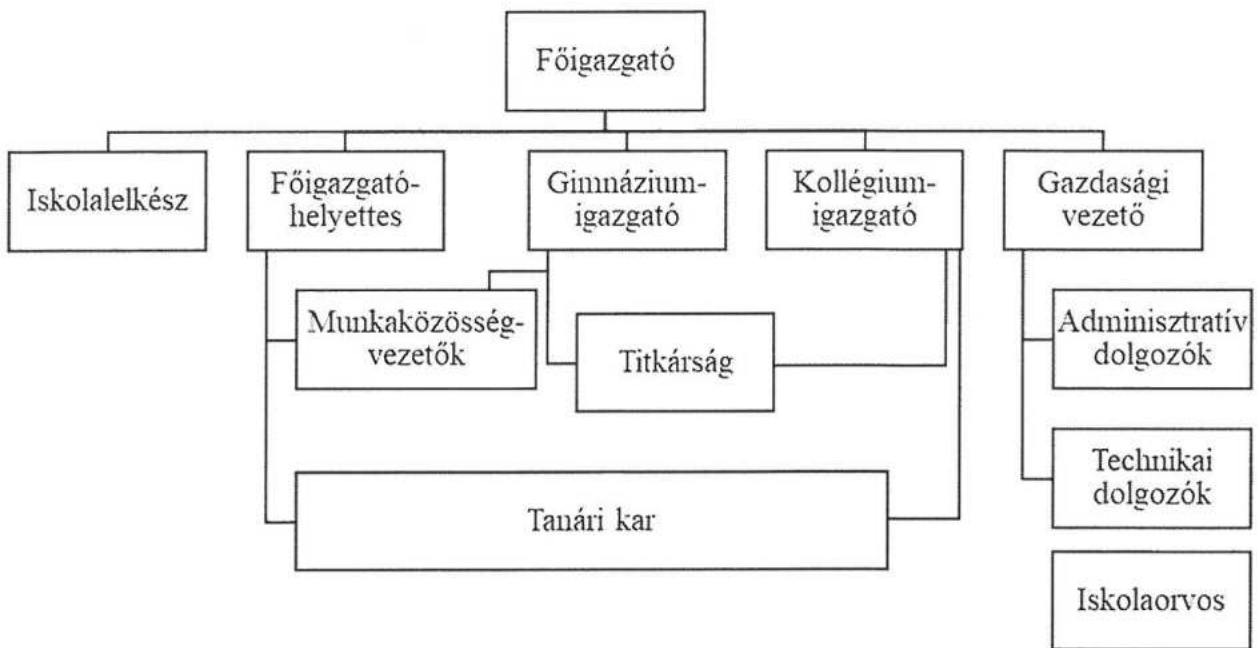 Főigazgató
Iskolalelkész
Főigazgató-
helyettes
Gimnázium-
igazgató
Kollégium-
igazgató
Gazdasági
vezető
Munkaközösség-
vezetők
Titkárság
Adminisztratív
dolgozók
Tanári kar
Technikai
dolgozók
Iskolaorvos